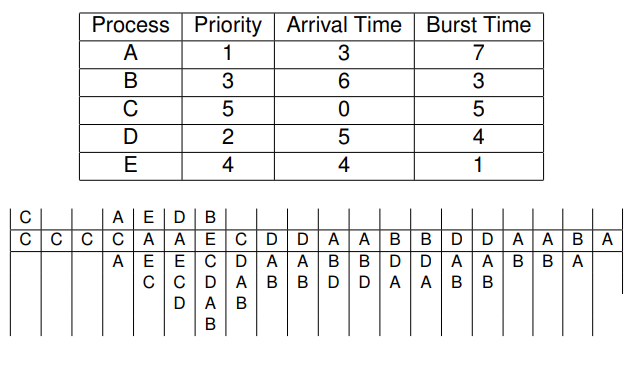 Process Priority Arrival Time Burst Time
A 1 3 7
B 3 6 3
C 5 0 5
D 2 5 4
E 4 4 1
C A E D B
C C C C A A E C D D A A B B D D A A B A
A E E C D A A B B D D A A B B A
C C D A B B D D A A B B
D A B
B